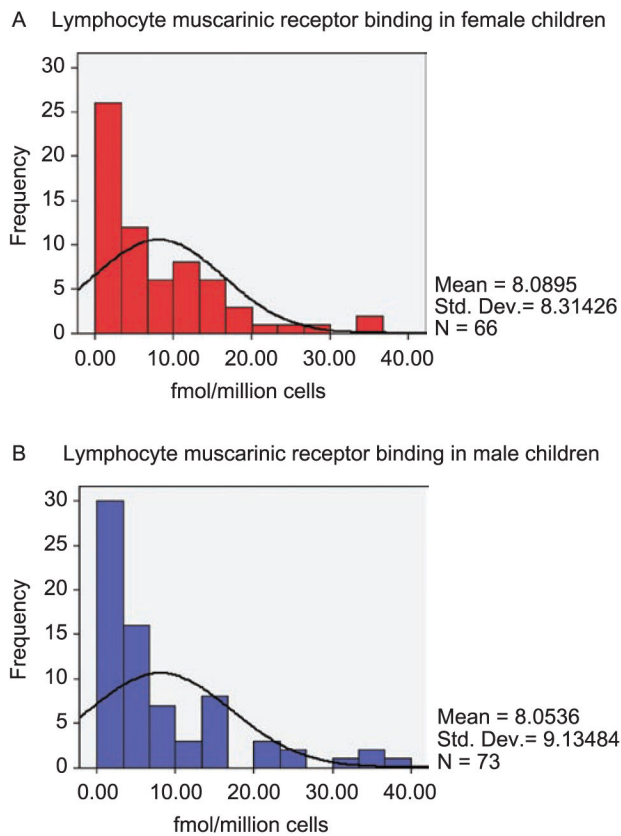 A Lymphocyte muscarinic receptor binding in female children
Frequency
30
25
20
15
10
5
0
0.00 10.00 20.00 30.00 40.00
fmol/million cells
Mean = 8.0895
Std. Dev.= 8.31426
N = 66
B Lymphocyte muscarinic receptor binding in male children
Frequency
30
25
20
15
10
5
0
0.00 10.00 20.00 30.00 40.00
fmol/million cells
Mean = 8.0536
Std. Dev.= 9.13484
N = 73